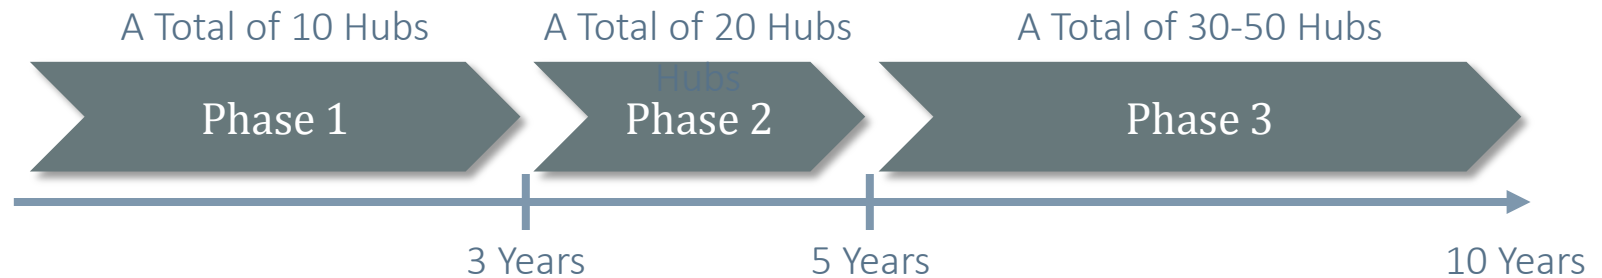 A Total of 10 Hubs
A Total of 20 Hubs
A Total of 30-50 Hubs
Hubs
Phase 1
Phase 2
Phase 3
3 Years
5 Years
10 Years